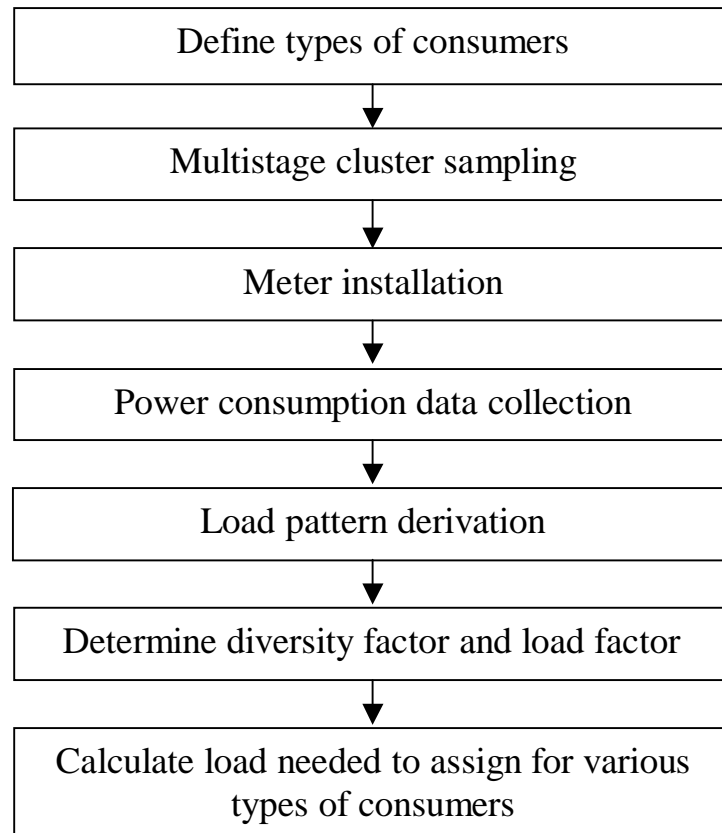 Define types of consumers
Multistage cluster sampling
Meter installation
Power consumption data collection
Load pattern derivation
Determine diversity factor and load factor
Calculate load needed to assign for various
types of consumers